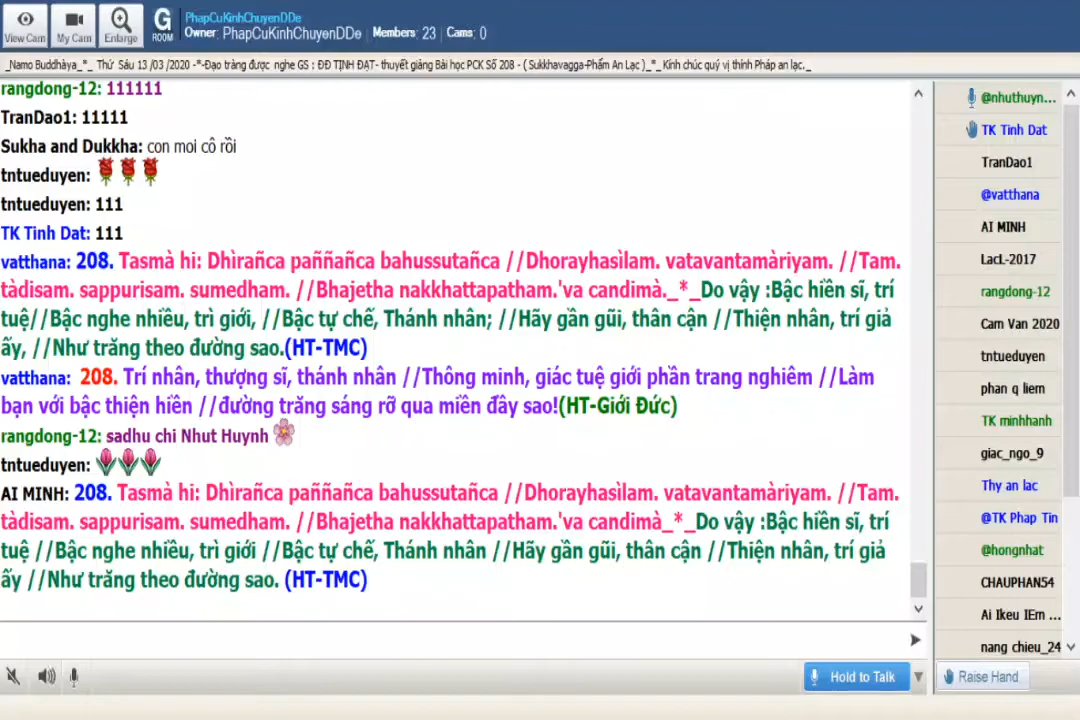 View Cam
My Cam
Enlarge
G
ROOM
PhapCuKinhChuyenDDe
Owner: PhapCuKinhChuyenDDe Members: 23 Cams: 0
_Namo Buddhàya_*_ Thứ Sáu 13 /03 /2020 -*-Đạo tràng được nghe GS : ĐĐ TỊNH ĐẠT- thuyết giảng Bài học PCK Số 208 - ( Sukkhavagga-Phẩm An Lạc )_*_Kính chúc quý vị thính Pháp an lạc._
rangdong-12: 111111
TranDao1: 11111
Sukha and Dukkha: con moi cô rồi
tntueduyen:
tntueduyen: 111
TK Tinh Dat: 111
vatthana: 208. Tasmà hi: Dhìrañca paññañca bahussutañca //Dhorayhasìlam. vatavantamàriyam. //Tam.
tàdisam. sappurisam. sumedham. //Bhajetha nakkhattapatham.'va candimà._*_Do vậy :Bậc hiền sĩ, trí
tuệ//Bậc nghe nhiều, trì giới, //Bậc tự chế, Thánh nhân; //Hãy gần gũi, thân cận //Thiện nhân, trí giả
ấy, //Như trăng theo đường sao.(HT-TMC)
vatthana: 208. Trí nhân, thượng sĩ, thánh nhân //Thông minh, giác tuệ giới phần trang nghiêm //Làm
bạn với bậc thiện hiền //đường trăng sáng rỡ qua miền đầy sao!(HT-Giới Đức)
rangdong-12: sadhu chi Nhut Huynh
tntueduyen:
AI MINH: 208. Tasmà hi: Dhìrañca paññañca bahussutañca //Dhorayhasìlam. vatavantamàriyam. //Tam.
tàdisam. sappurisam. sumedham. //Bhajetha nakkhattapatham.'va candimà_*_Do vậy :Bậc hiền sĩ, trí
tuệ //Bậc nghe nhiều, trì giới //Bậc tự chế, Thánh nhân //Hãy gần gũi, thân cận //Thiện nhân, trí giả
ấy //Như trăng theo đường sao. (HT-TMC)
Hold to Talk
@nhuthuyn...
TK Tinh Dat
TranDao1
@vatthana
AI MINH
LacL-2017
rangdong-12
Cam Van 2020
tntueduyen
phan q liem
TK minhhanh
giac_ngo_9
Thy an lac
@TK Phap Tin
@hongnhat
CHAUPHAN54
Ai Ikeu IEm ...
nang chieu_24
Raise Hand